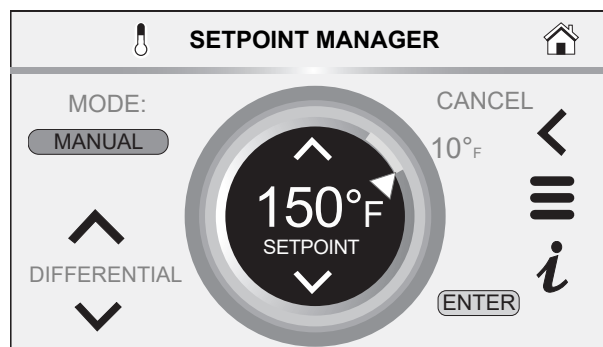 SETPOINT MANAGER
MODE:
MANUAL
CANCEL
10°F
150°F
SETPOINT
DIFFERENTIAL
ENTER
i